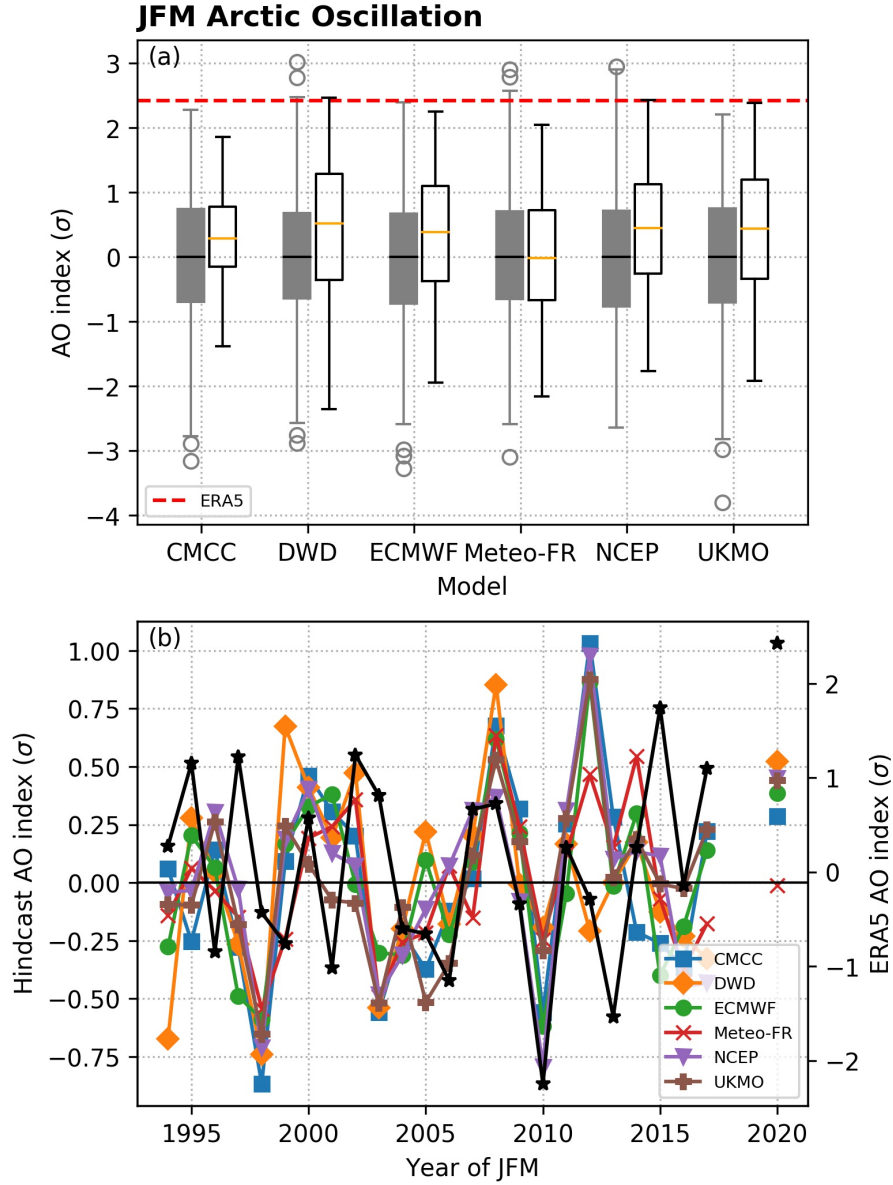 JFM Arctic Oscillation
(a)
3
2
1
0
−1
−2
−3
−4
AO index (σ)
ERA5
CMCC DWD ECMWF Meteo-FR NCEP UKMO
Model
(b)
1.00
0.75
0.50
0.25
0.00
−0.25
−0.50
−0.75
Hindcast AO index (σ)
2
1
0
−1
−2
ERA5 AO index (σ)
CMCC
DWD
ECMWF
Meteo-FR
NCEP
UKMO
1995 2000 2005 2010 2015 2020
Year of JFM